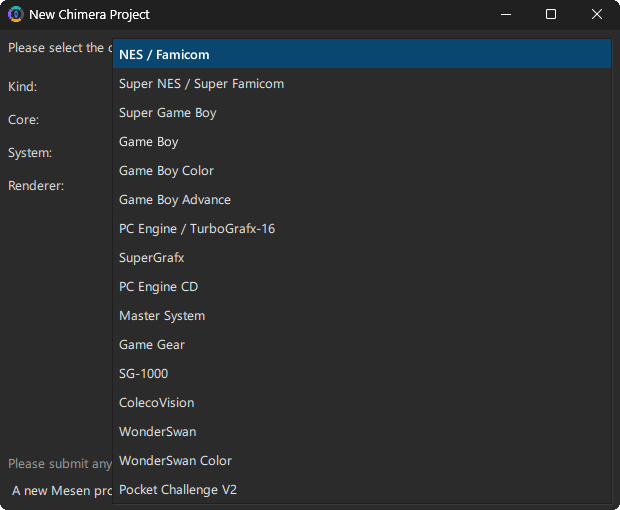 New Chimera Project
Please select the
NES / Famicom
Super NES / Super Famicom
Kind:
Super Game Boy
Core:
Game Boy
System:
Game Boy Color
Renderer:
Game Boy Advance
PC Engine / TurboGrafx-16
SuperGrafx
PC Engine CD
Master System
Game Gear
SG-1000
ColecoVision
WonderSwan
Please submit any
WonderSwan Color
A new Mesen
Pocket Challenge V2